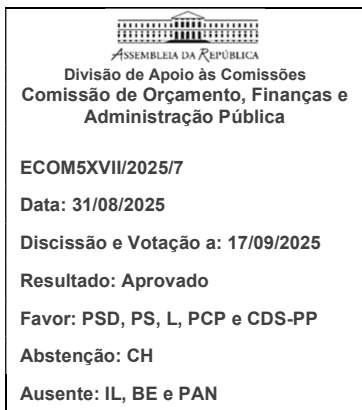 ASSEMBLEIA DA REPÚBLICA
Divisão de Apoio às Comissões
Comissão de Orçamento, Finanças e
Administração Pública
ECOM5XVII/2025/7
Data: 31/08/2025
Discissão e Votação a: 17/09/2025
Resultado: Aprovado
Favor: PSD, PS, L, PCP e CDS-PP
Abstenção: CH
Ausente: IL, BE e PAN